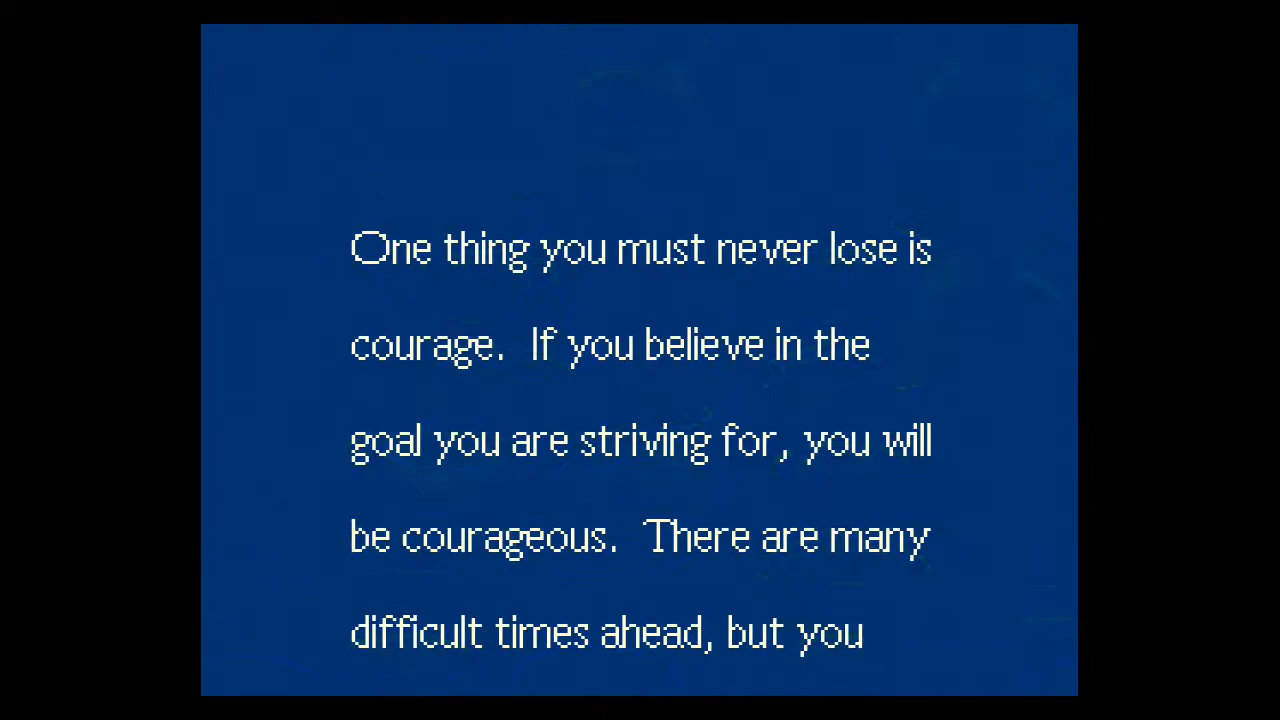 One thing you must never lose is
courage.  If you believe in the
goal you are striving for, you will
be courageous.  There are many
difficult times ahead, but you